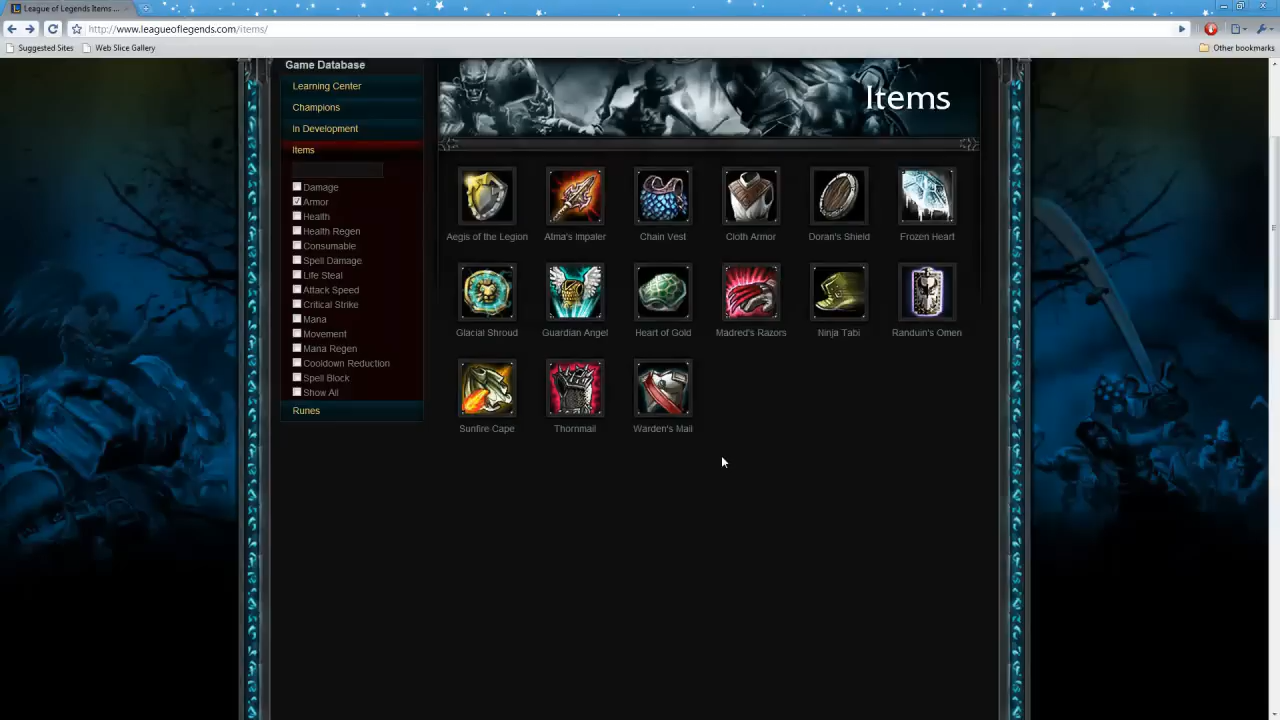 League of Legends Items ...
http://www.leagueoflegends.com/items/
Suggested Sites
Web Slice Gallery
Other bookmarks
Game Database
Learning Center
Champions
In Development
Items
Damage
Armor
Health
Health Regen
Consumable
Spell Damage
Life Steal
Attack Speed
Critical Strike
Mana
Movement
Mana Regen
Cooldown Reduction
Spell Block
Show All
Runes
Items
Aegis of the Legion
Atma's Impaler
Chain Vest
Cloth Armor
Doran's Shield
Frozen Heart
Glacial Shroud
Guardian Angel
Heart of Gold
Madred's Razors
Ninja Tabi
Randuin's Omen
Sunfire Cape
Thornmail
Warden's Mail